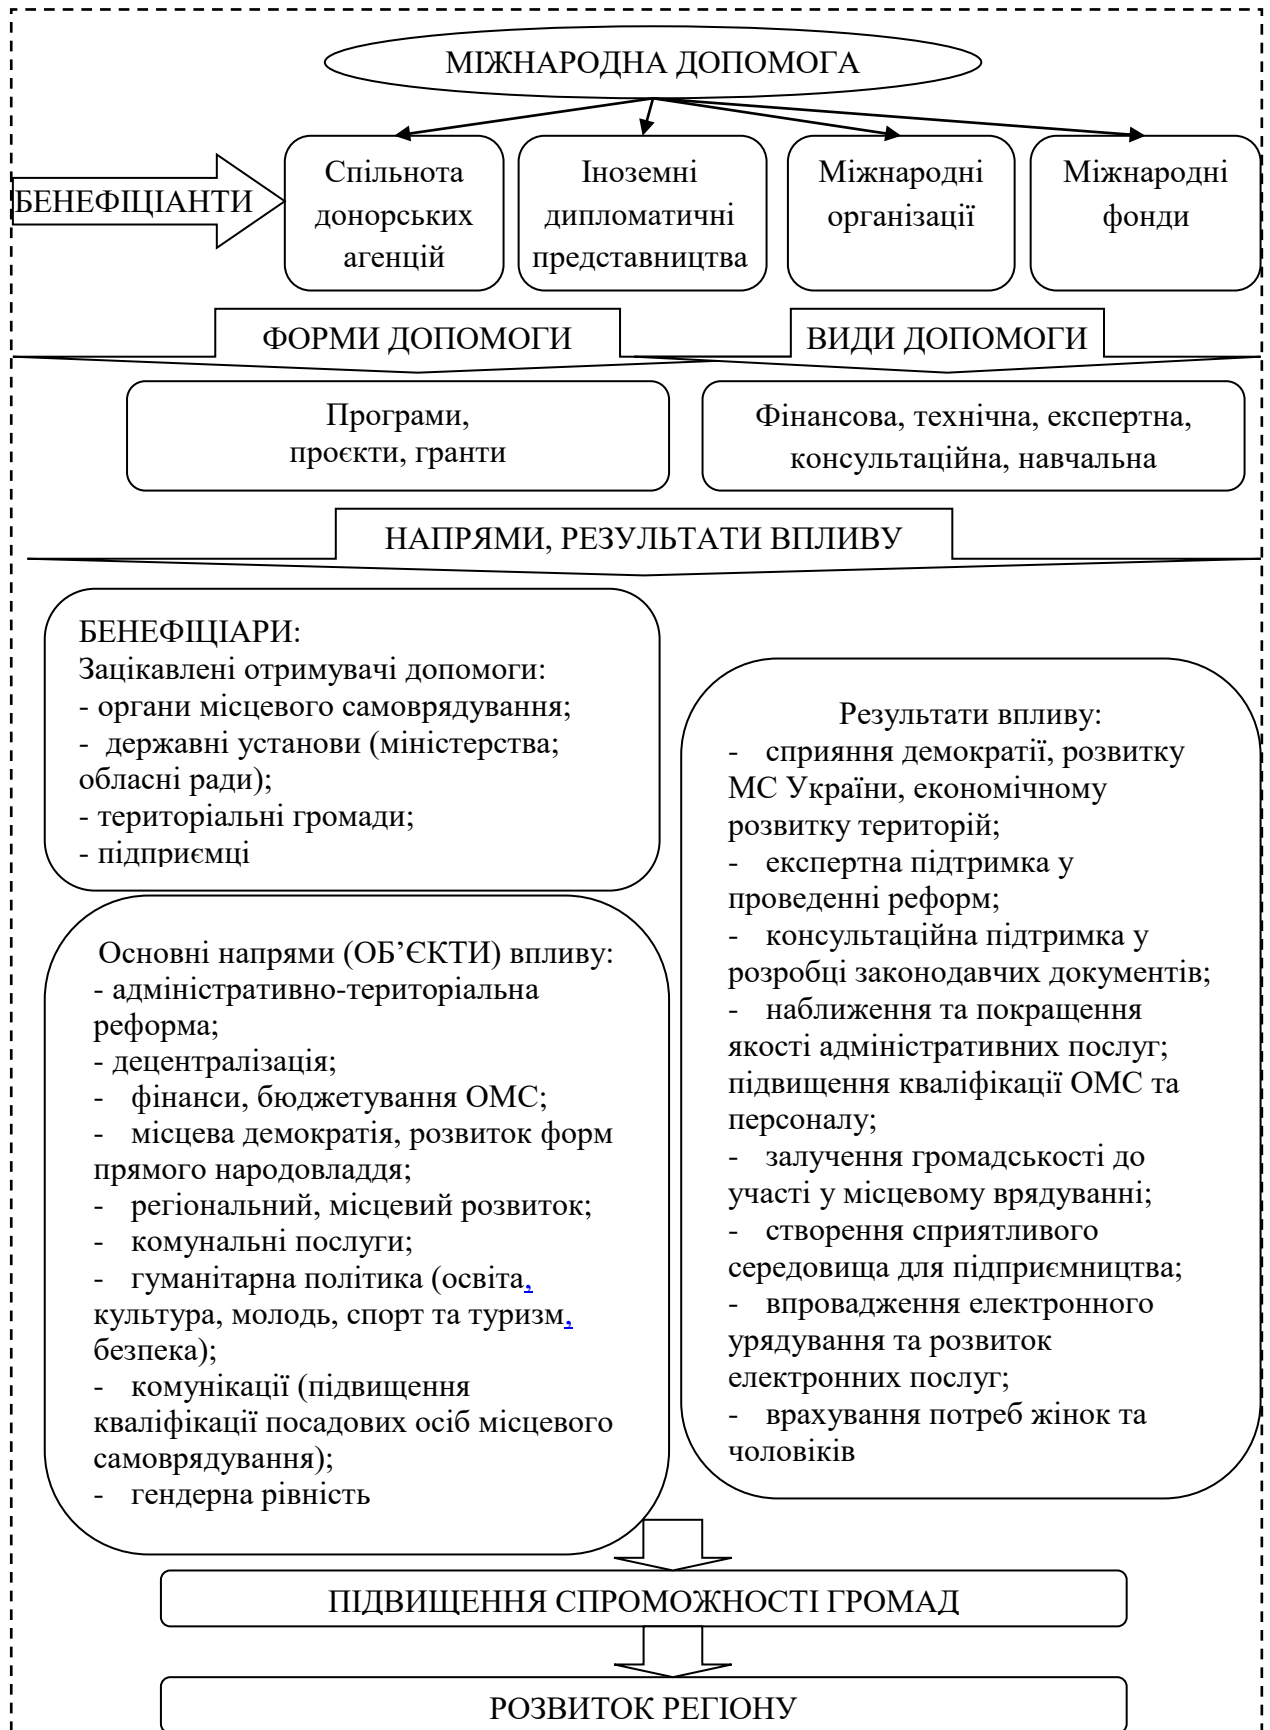 МІЖНАРОДНА ДОПОМОГА
БЕНЕФІЦІАНТИ
Спільнота
донорських
агенцій
Іноземні
дипломатичні
представництва
Міжнародні
організації
Міжнародні
фонди
ФОРМИ ДОПОМОГИ
ВИДИ ДОПОМОГИ
Програми,
проєкти, гранти
Фінансова, технічна, експертна,
консультаційна, навчальна
НАПРЯМИ, РЕЗУЛЬТАТИ ВПЛИВУ
БЕНЕФІЦІАРИ:
Зацікавлені отримувачі допомоги:
- органи місцевого самоврядування;
- державні установи (міністерства;
обласні ради);
- територіальні громади;
- підприємці
Основні напрями (ОБ’ЄКТИ) впливу:
- адміністративно-територіальна
реформа;
- децентралізація;
- фінанси, бюджетування ОМС;
- місцева демократія, розвиток форм
прямого народовладдя;
- регіональний, місцевий розвиток;
- комунальні послуги;
- гуманітарна політика (освіта,
культура, молодь, спорт та туризм,
безпека);
- комунікації (підвищення
кваліфікації посадових осіб місцевого
самоврядування);
- гендерна рівність
Результати впливу:
- сприяння демократії, розвитку
МС України, економічному
розвитку територій;
- експертна підтримка у
проведенні реформ;
- консультаційна підтримка у
розробці законодавчих документів;
- наближення та покращення
якості адміністративних послуг;
підвищення кваліфікації ОМС та
персоналу;
- залучення громадськості до
участі у місцевому врядуванні;
- створення сприятливого
середовища для підприємництва;
- впровадження електронного
урядування та розвиток
електронних послуг;
- врахування потреб жінок та
чоловіків
ПІДВИЩЕННЯ СПРОМОЖНОСТІ ГРОМАД
РОЗВИТОК РЕГІОНУ